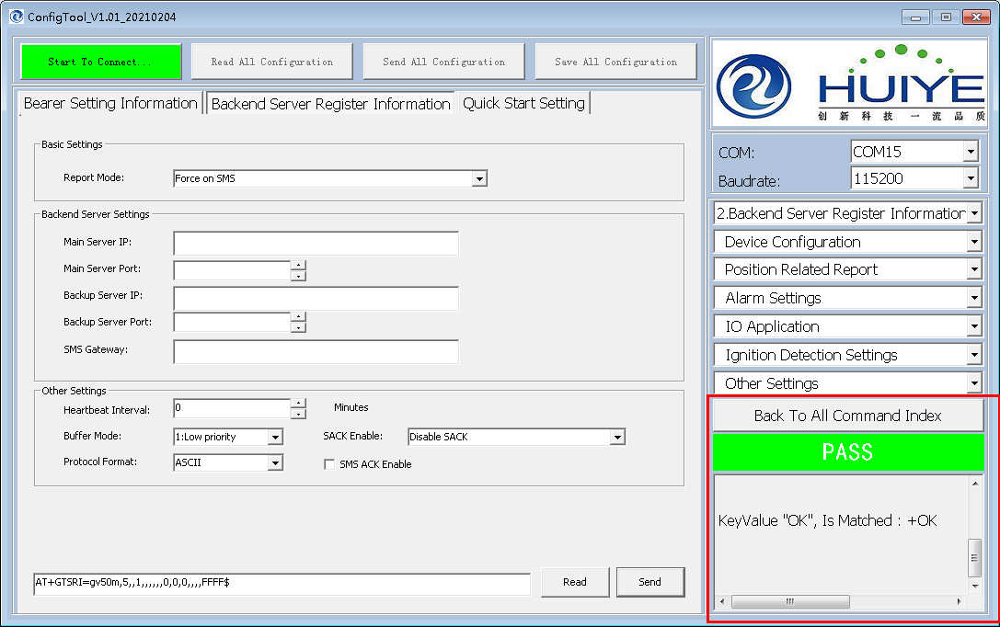 ConfigTool_V1.01_20210204
Start To Connect...
Read All Configuration
Send All Configuration
Save All Configuration
HUIYE
创新科技 一流品质
Bearer Setting Information
Backend Server Register Information
Quick Start Setting
Basic Settings
Report Mode:
Force on SMS
Backend Server Settings
Main Server IP:
Main Server Port:
Backup Server IP:
Backup Server Port:
SMS Gateway:
Other Settings
Heartbeat Interval:
0
Minutes
Buffer Mode:
1:Low priority
SACK Enable:
Disable SACK
Protocol Format:
ASCII
SMS ACK Enable
AT+GTSRI=gv50m,5,,1,,,,,,0,0,0,,,,FFFF$
Read
Send
COM:
COM15
Baudrate:
115200
2.Backend Server Register Information
Device Configuration
Position Related Report
Alarm Settings
IO Application
Ignition Detection Settings
Other Settings
Back To All Command Index
PASS
KeyValue "OK", Is Matched : +OK